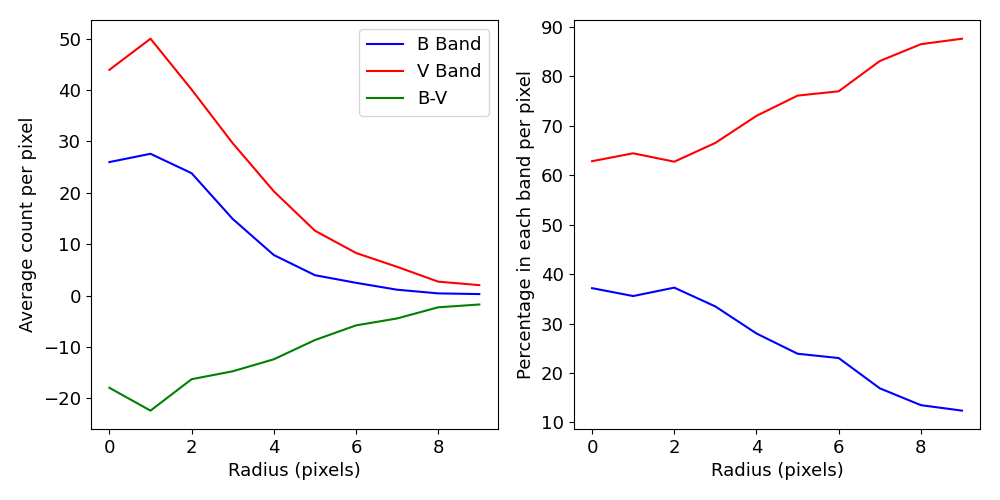 50
40
30
20
10
0
−10
−20
Average count per pixel
0 2 4 6 8
Radius (pixels)
B Band
V Band
B-V
90
80
70
60
50
40
30
20
10
Percentage in each band per pixel
0 2 4 6 8
Radius (pixels)